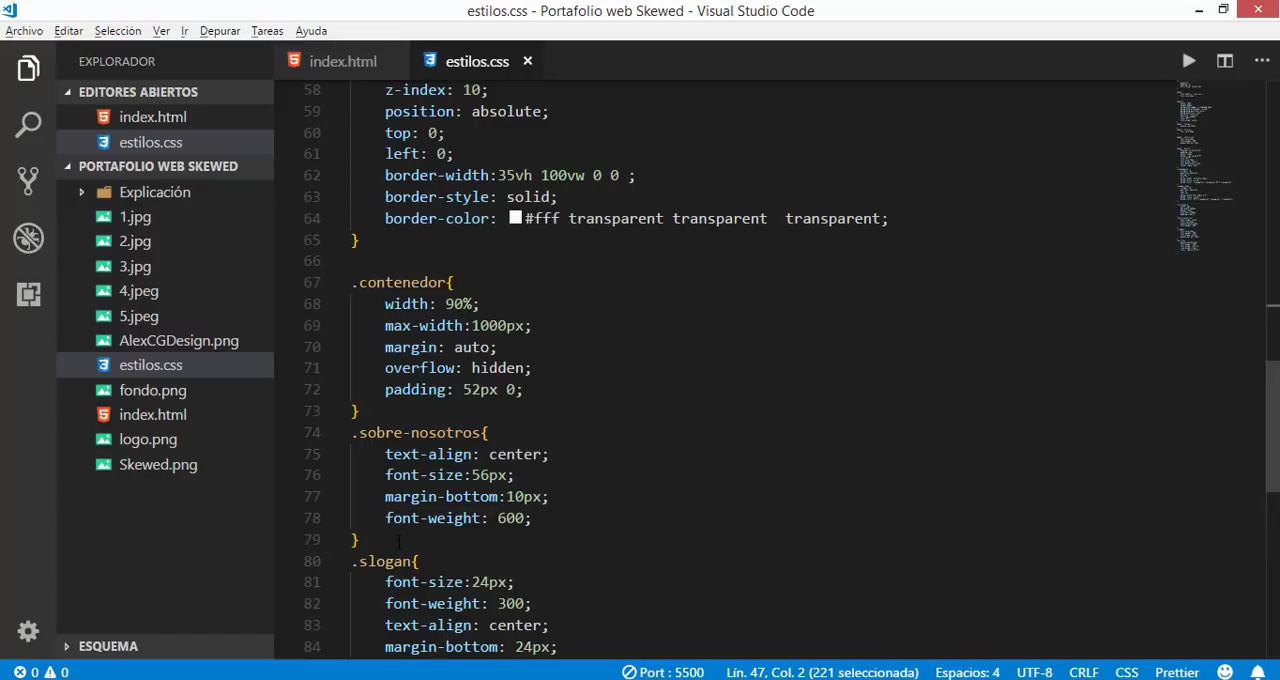 estilos.css - Portafolio web Skewed - Visual Studio Code
Archivo Editar Selección Ver Ir Depurar Tareas Ayuda
EXPLORADOR
index.html
estilos.css
EDITORES ABIERTOS
index.html
estilos.css
PORTAFOLIO WEB SKEWED
Explicación
1.jpg
2.jpg
3.jpg
4.jpeg
5.jpeg
AlexCGDesign.png
estilos.css
fondo.png
index.html
logo.png
Skewed.png
ESQUEMA
58 z-index: 10;
59 position: absolute;
60 top: 0;
61 left: 0;
62 border-width:35vh 100vw 0 0 ;
63 border-style: solid;
64 border-color: #fff transparent transparent  transparent;
65 }
66
67 .contenedor{
68 width: 90%;
69 max-width:1000px;
70 margin: auto;
71 overflow: hidden;
72 padding: 52px 0;
73 }
74 .sobre-nosotros{
75 text-align: center;
76 font-size:56px;
77 margin-bottom:10px;
78 font-weight: 600;
79 }
80 .slogan{
81 font-size:24px;
82 font-weight: 300;
83 text-align: center;
84 margin-bottom: 24px;
0 0 Port : 5500 Lín. 47, Col. 2 (221 seleccionada) Espacios: 4 UTF-8 CRLF CSS Prettier